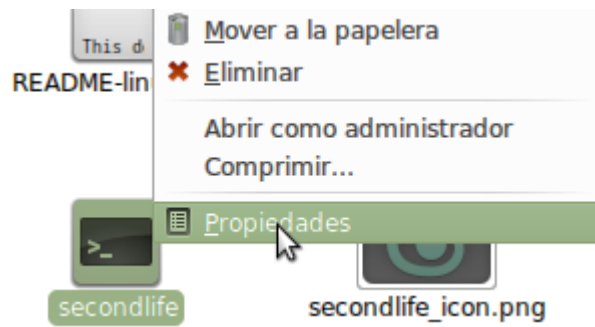 Mover a la papelera
This d
README-lin
Eliminar
Abrir como administrador
Comprimir...
Propiedades
>_
secondlife
secondlife_icon.png